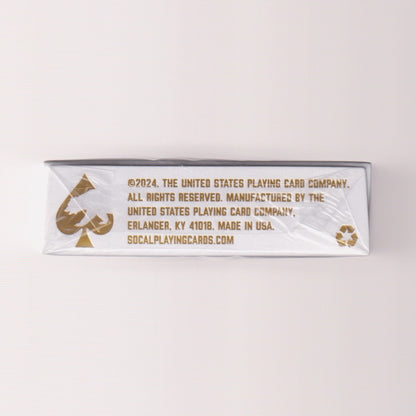 ©2024. THE UNITED STATES PLAYING CARD COMPANY.
ALL RIGHTS RESERVED. MANUFACTURED BY THE
UNITED STATES PLAYING CARD COMPANY,
ERLANGER, KY 41018. MADE IN USA.
SOCALPLAYINGCARDS.COM